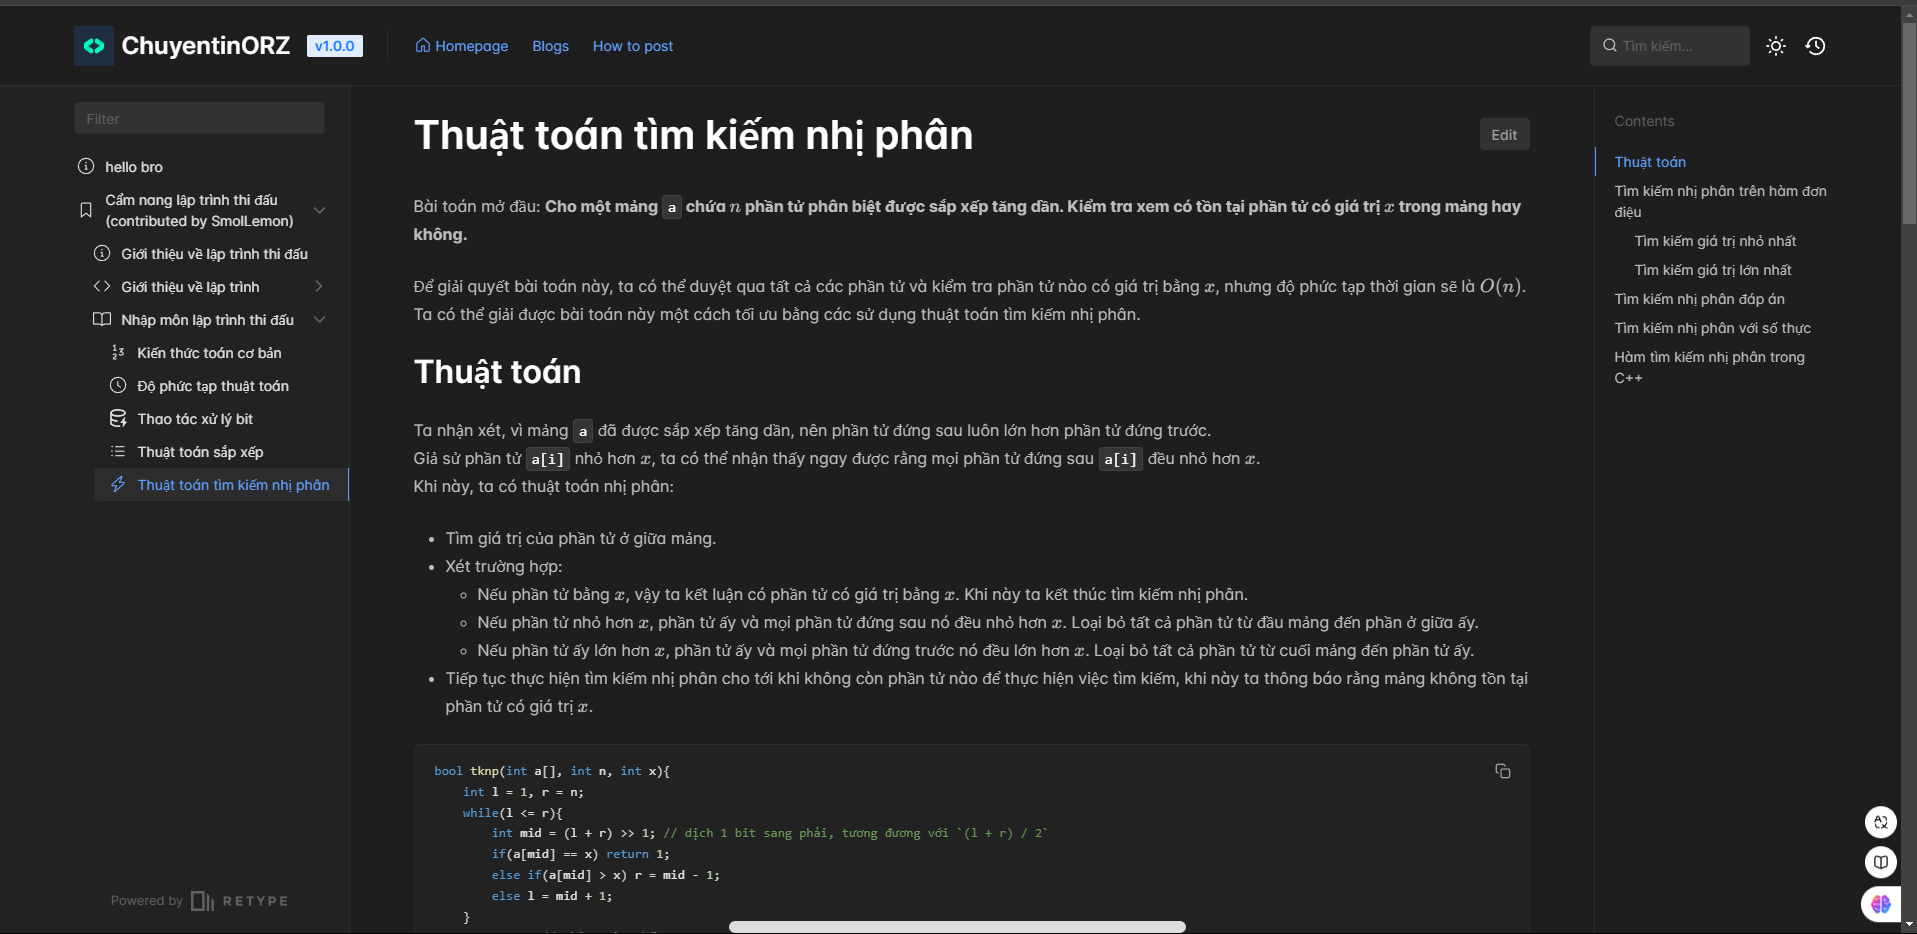 ChuyentinORZ v1.0.0
Homepage Blogs How to post
Tìm kiếm...
Filter
hello bro
Cẩm nang lập trình thi đấu
(contributed by SmolLemon)
Giới thiệu về lập trình thi đấu
Giới thiệu về lập trình
Nhập môn lập trình thi đấu
Kiến thức toán cơ bản
Độ phức tạp thuật toán
Thao tác xử lý bit
Thuật toán sắp xếp
Thuật toán tìm kiếm nhị phân
Powered by RETYPE
Thuật toán tìm kiếm nhị phân
Edit
Bài toán mở đầu: Cho một mảng a chứa n phần tử phân biệt được sắp xếp tăng dần. Kiểm tra xem có tồn tại phần tử có giá trị x trong mảng hay
không.
Để giải quyết bài toán này, ta có thể duyệt qua tất cả các phần tử và kiểm tra phần tử nào có giá trị bằng x, nhưng độ phức tạp thời gian sẽ là O(n).
Ta có thể giải được bài toán này một cách tối ưu bằng các sử dụng thuật toán tìm kiếm nhị phân.
Thuật toán
Ta nhận xét, vì mảng a đã được sắp xếp tăng dần, nên phần tử đứng sau luôn lớn hơn phần tử đứng trước.
Giả sử phần tử a[i] nhỏ hơn x, ta có thể nhận thấy ngay được rằng mọi phần tử đứng sau a[i] đều nhỏ hơn x.
Khi này, ta có thuật toán nhị phân:
• Tìm giá trị của phần tử ở giữa mảng.
• Xét trường hợp:
◦ Nếu phần tử bằng x, vậy ta kết luận có phần tử có giá trị bằng x. Khi này ta kết thúc tìm kiếm nhị phân.
◦ Nếu phần tử nhỏ hơn x, phần tử ấy và mọi phần tử đứng sau nó đều nhỏ hơn x. Loại bỏ tất cả phần tử từ đầu mảng đến phần ở giữa ấy.
◦ Nếu phần tử ấy lớn hơn x, phần tử ấy và mọi phần tử đứng trước nó đều lớn hơn x. Loại bỏ tất cả phần tử từ cuối mảng đến phần tử ấy.
• Tiếp tục thực hiện tìm kiếm nhị phân cho tới khi không còn phần tử nào để thực hiện việc tìm kiếm, khi này ta thông báo rằng mảng không tồn tại
phần tử có giá trị x.
bool tknp(int a[], int n, int x){
int l = 1, r = n;
while(l <= r){
int mid = (l + r) >> 1; // dịch 1 bit sang phải, tương đương với `(l + r) / 2`
if(a[mid] == x) return 1;
else if(a[mid] > x) r = mid - 1;
else l = mid + 1;
}
Contents
Thuật toán
Tìm kiếm nhị phân trên hàm đơn
điệu
Tìm kiếm giá trị nhỏ nhất
Tìm kiếm giá trị lớn nhất
Tìm kiếm nhị phân đáp án
Tìm kiếm nhị phân với số thực
Hàm tìm kiếm nhị phân trong
C++